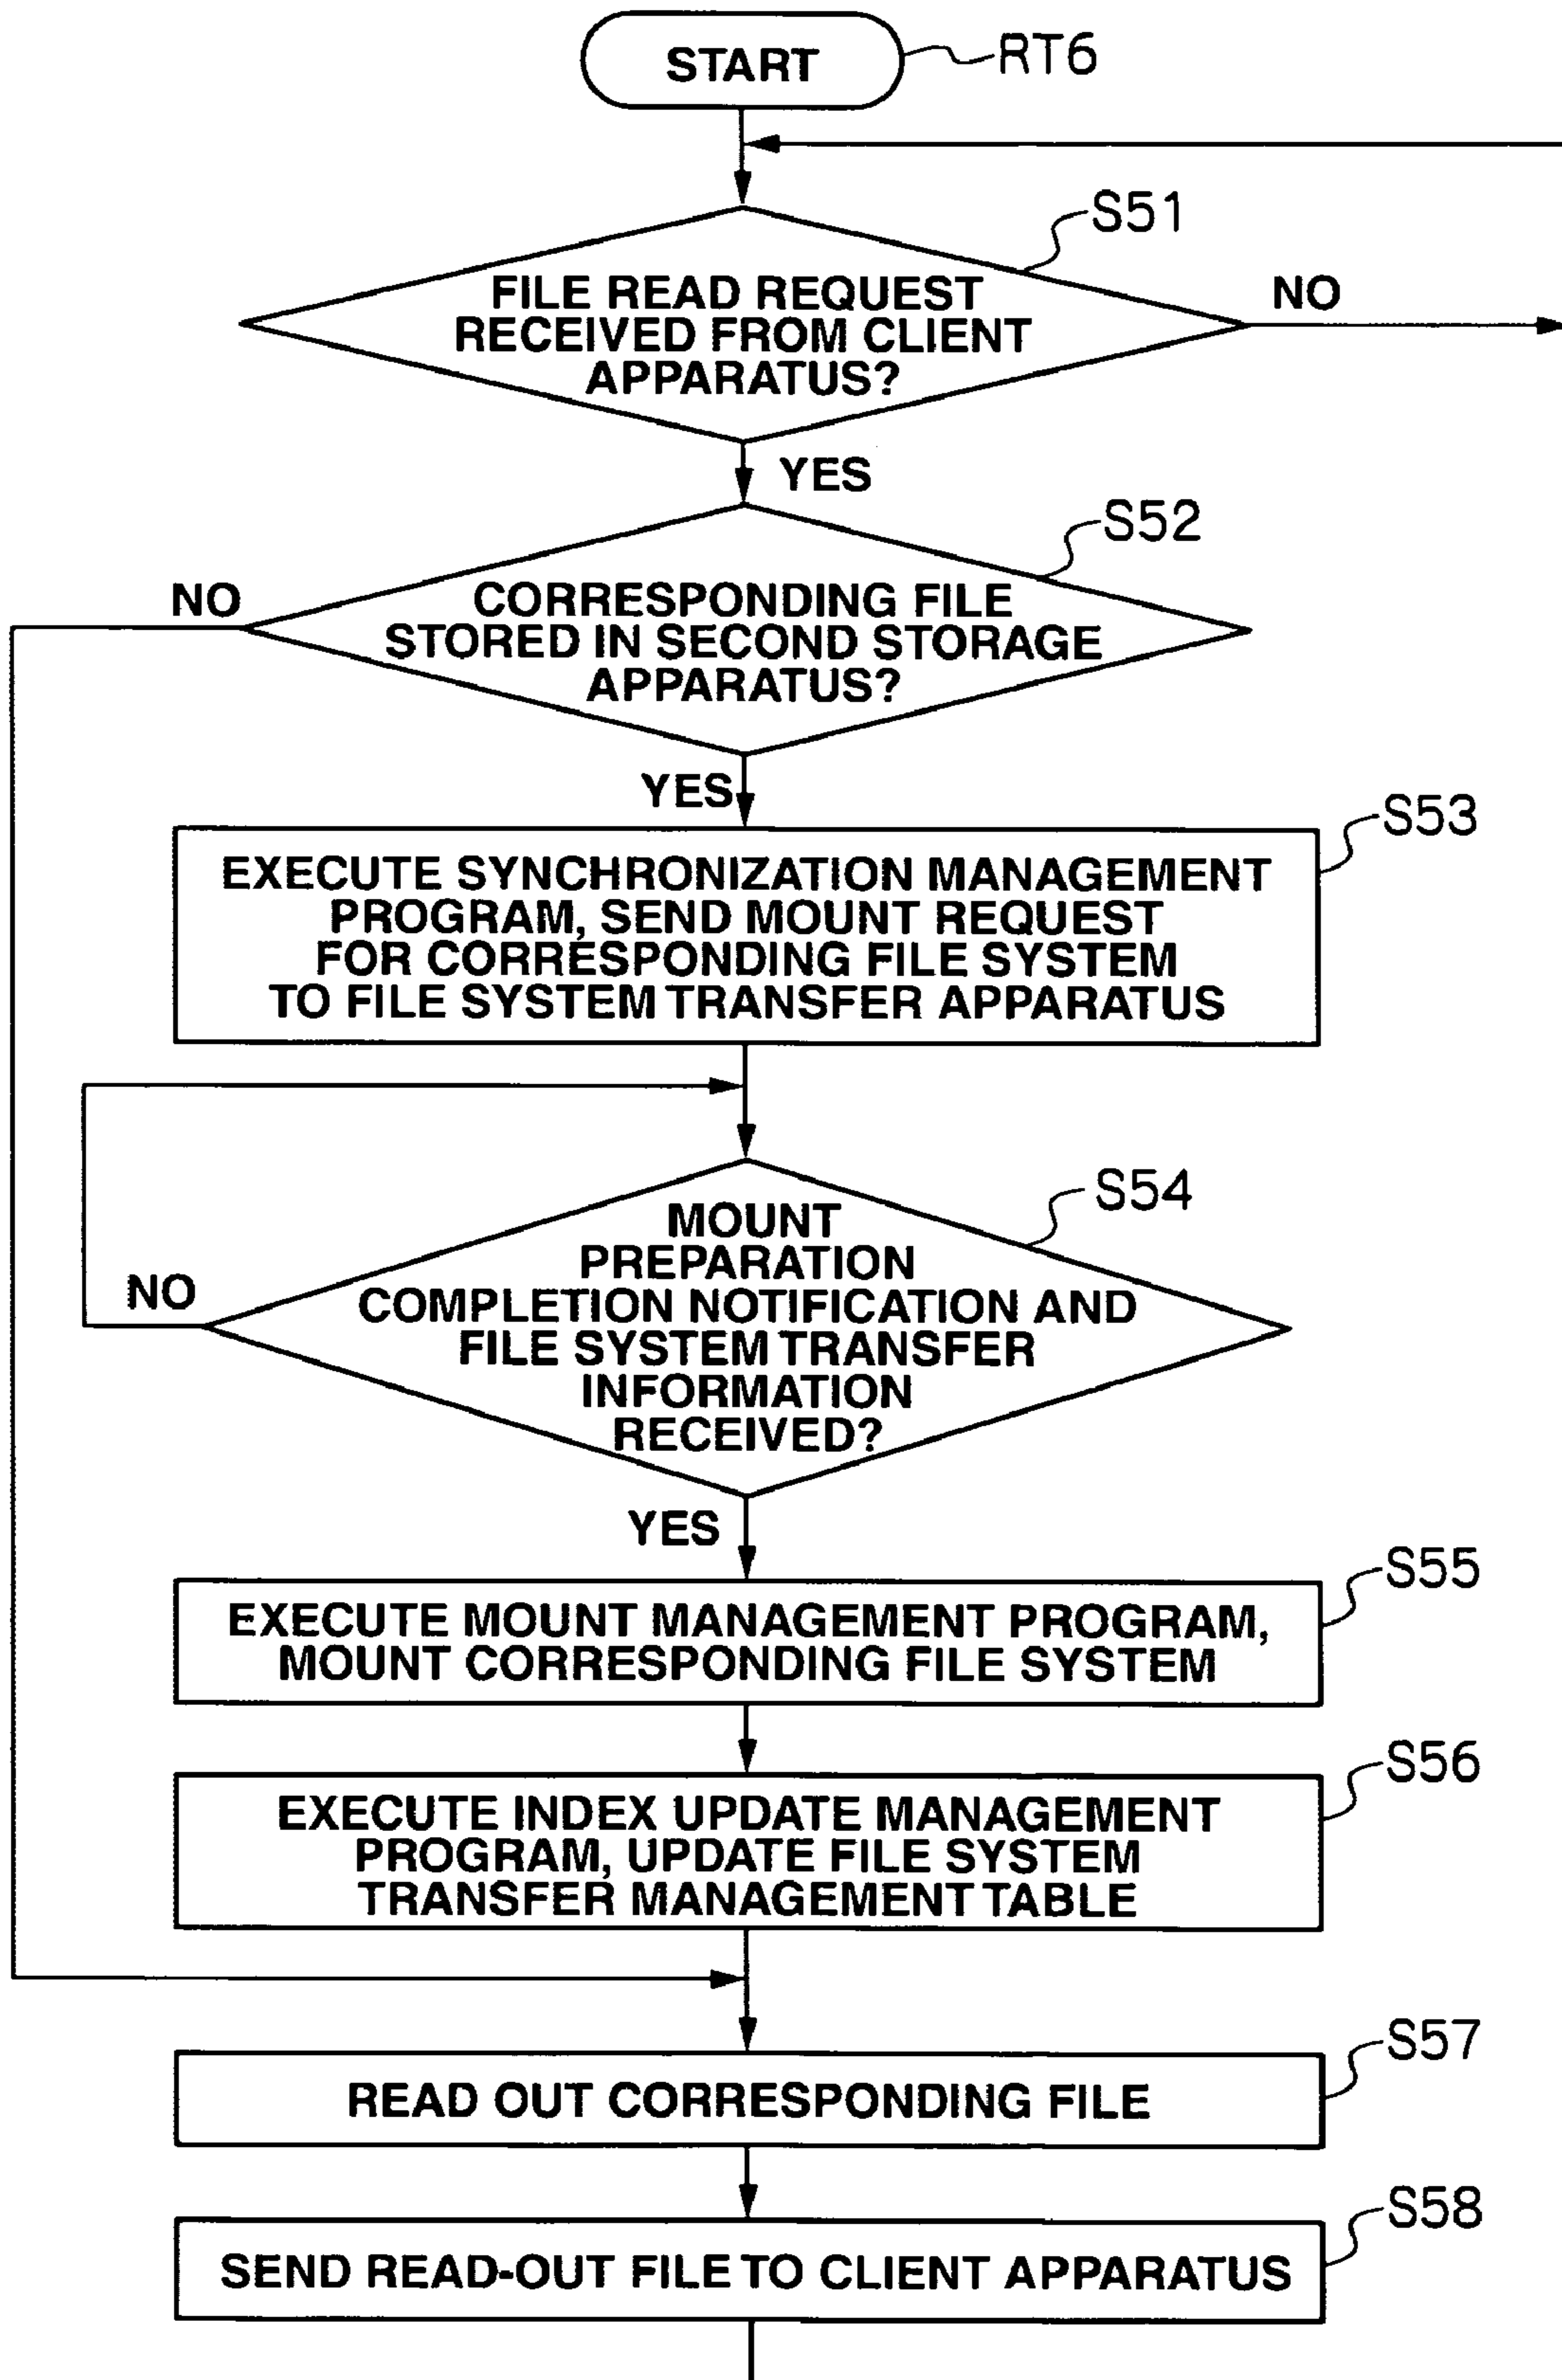 START
RT6
S51
FILE READ REQUEST
RECEIVED FROM CLIENT
APPARATUS?
NO
YES
S52
NO
CORRESPONDING FILE
STORED IN SECOND STORAGE
APPARATUS?
YES
S53
EXECUTE SYNCHRONIZATION MANAGEMENT
PROGRAM, SEND MOUNT REQUEST
FOR CORRESPONDING FILE SYSTEM
TO FILE SYSTEM TRANSFER APPARATUS
S54
MOUNT
PREPARATION
COMPLETION NOTIFICATION AND
FILE SYSTEM TRANSFER
INFORMATION
RECEIVED?
NO
YES
S55
EXECUTE MOUNT MANAGEMENT PROGRAM,
MOUNT CORRESPONDING FILE SYSTEM
S56
EXECUTE INDEX UPDATE MANAGEMENT
PROGRAM, UPDATE FILE SYSTEM
TRANSFER MANAGEMENT TABLE
S57
READ OUT CORRESPONDING FILE
S58
SEND READ-OUT FILE TO CLIENT APPARATUS